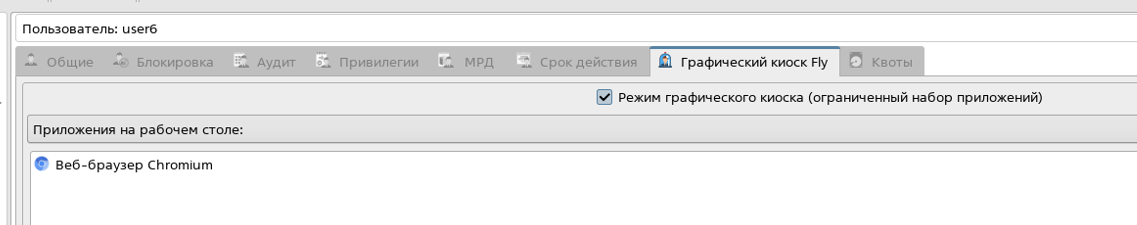 Пользователь: user6
Общие Блокировка Аудит Привилегии МРД Срок действия Графический киоск Fly Квоты
Режим графического киоска (ограниченный набор приложений)
Приложения на рабочем столе:
Веб-браузер Chromium